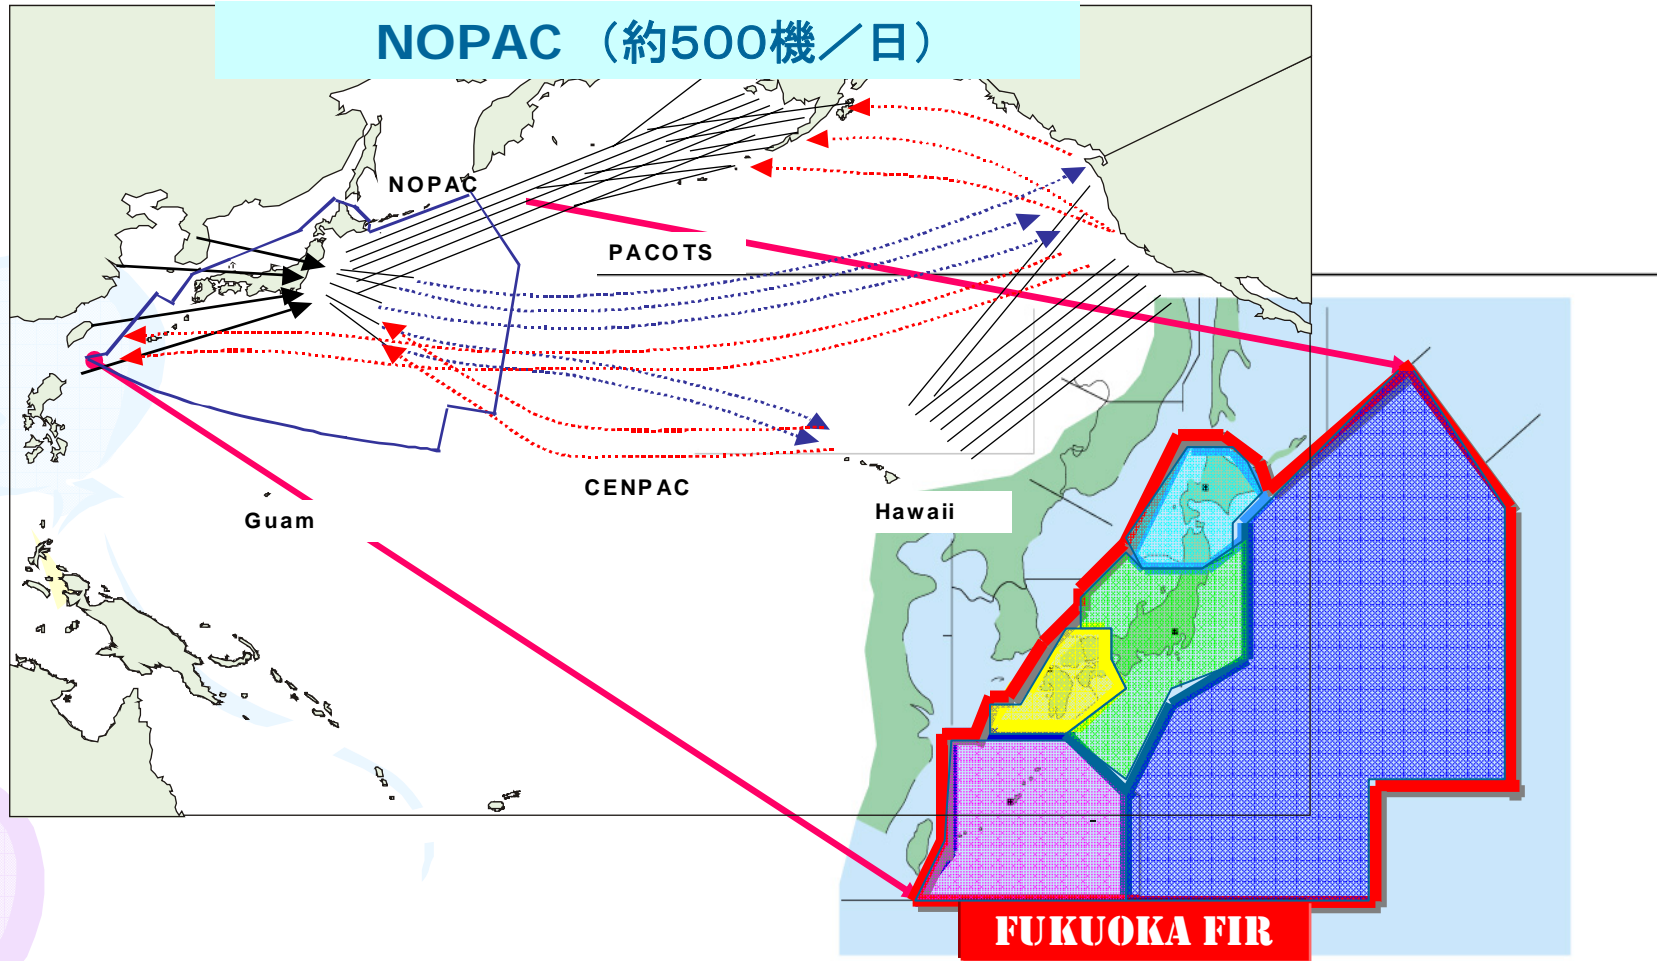 NOPAC （約500機／日）
NOPAC
PACOTS
CENPAC
Guam
Hawaii
FUKUOKA FIR